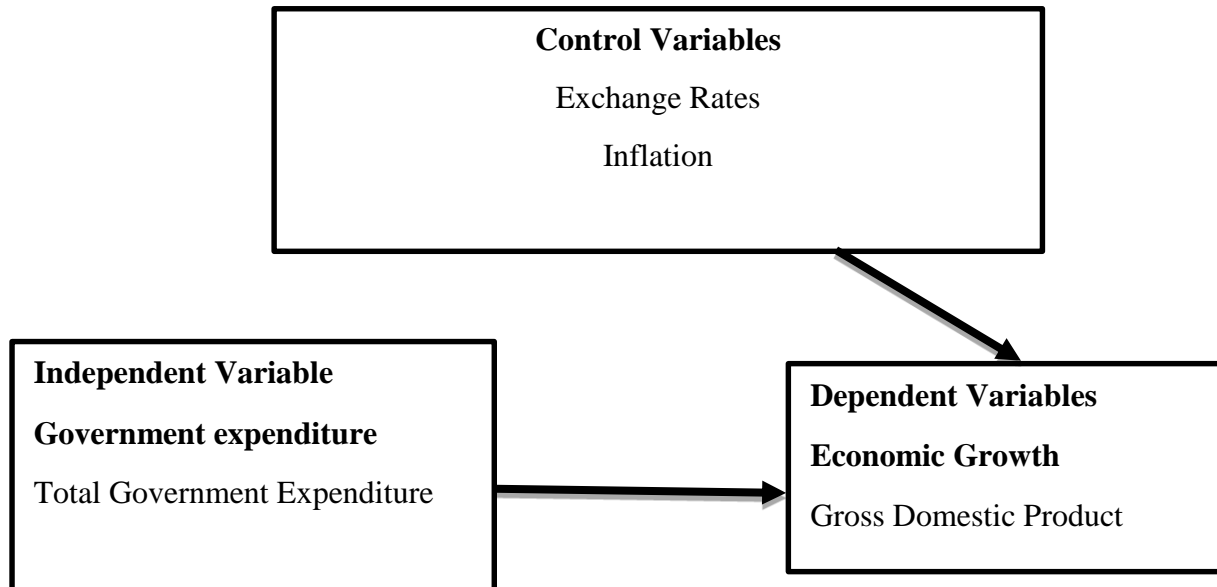 Control Variables
Exchange Rates
Inflation
Independent Variable
Government expenditure
Total Government Expenditure
Dependent Variables
Economic Growth
Gross Domestic Product